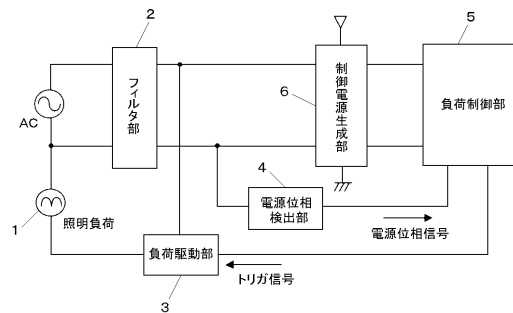 2
5
フィルタ部
制御電源生成部
負荷制御部
6
AC
4
電源位相
検出部
1
照明負荷
電源位相信号
負荷駆動部
トリガ信号
3